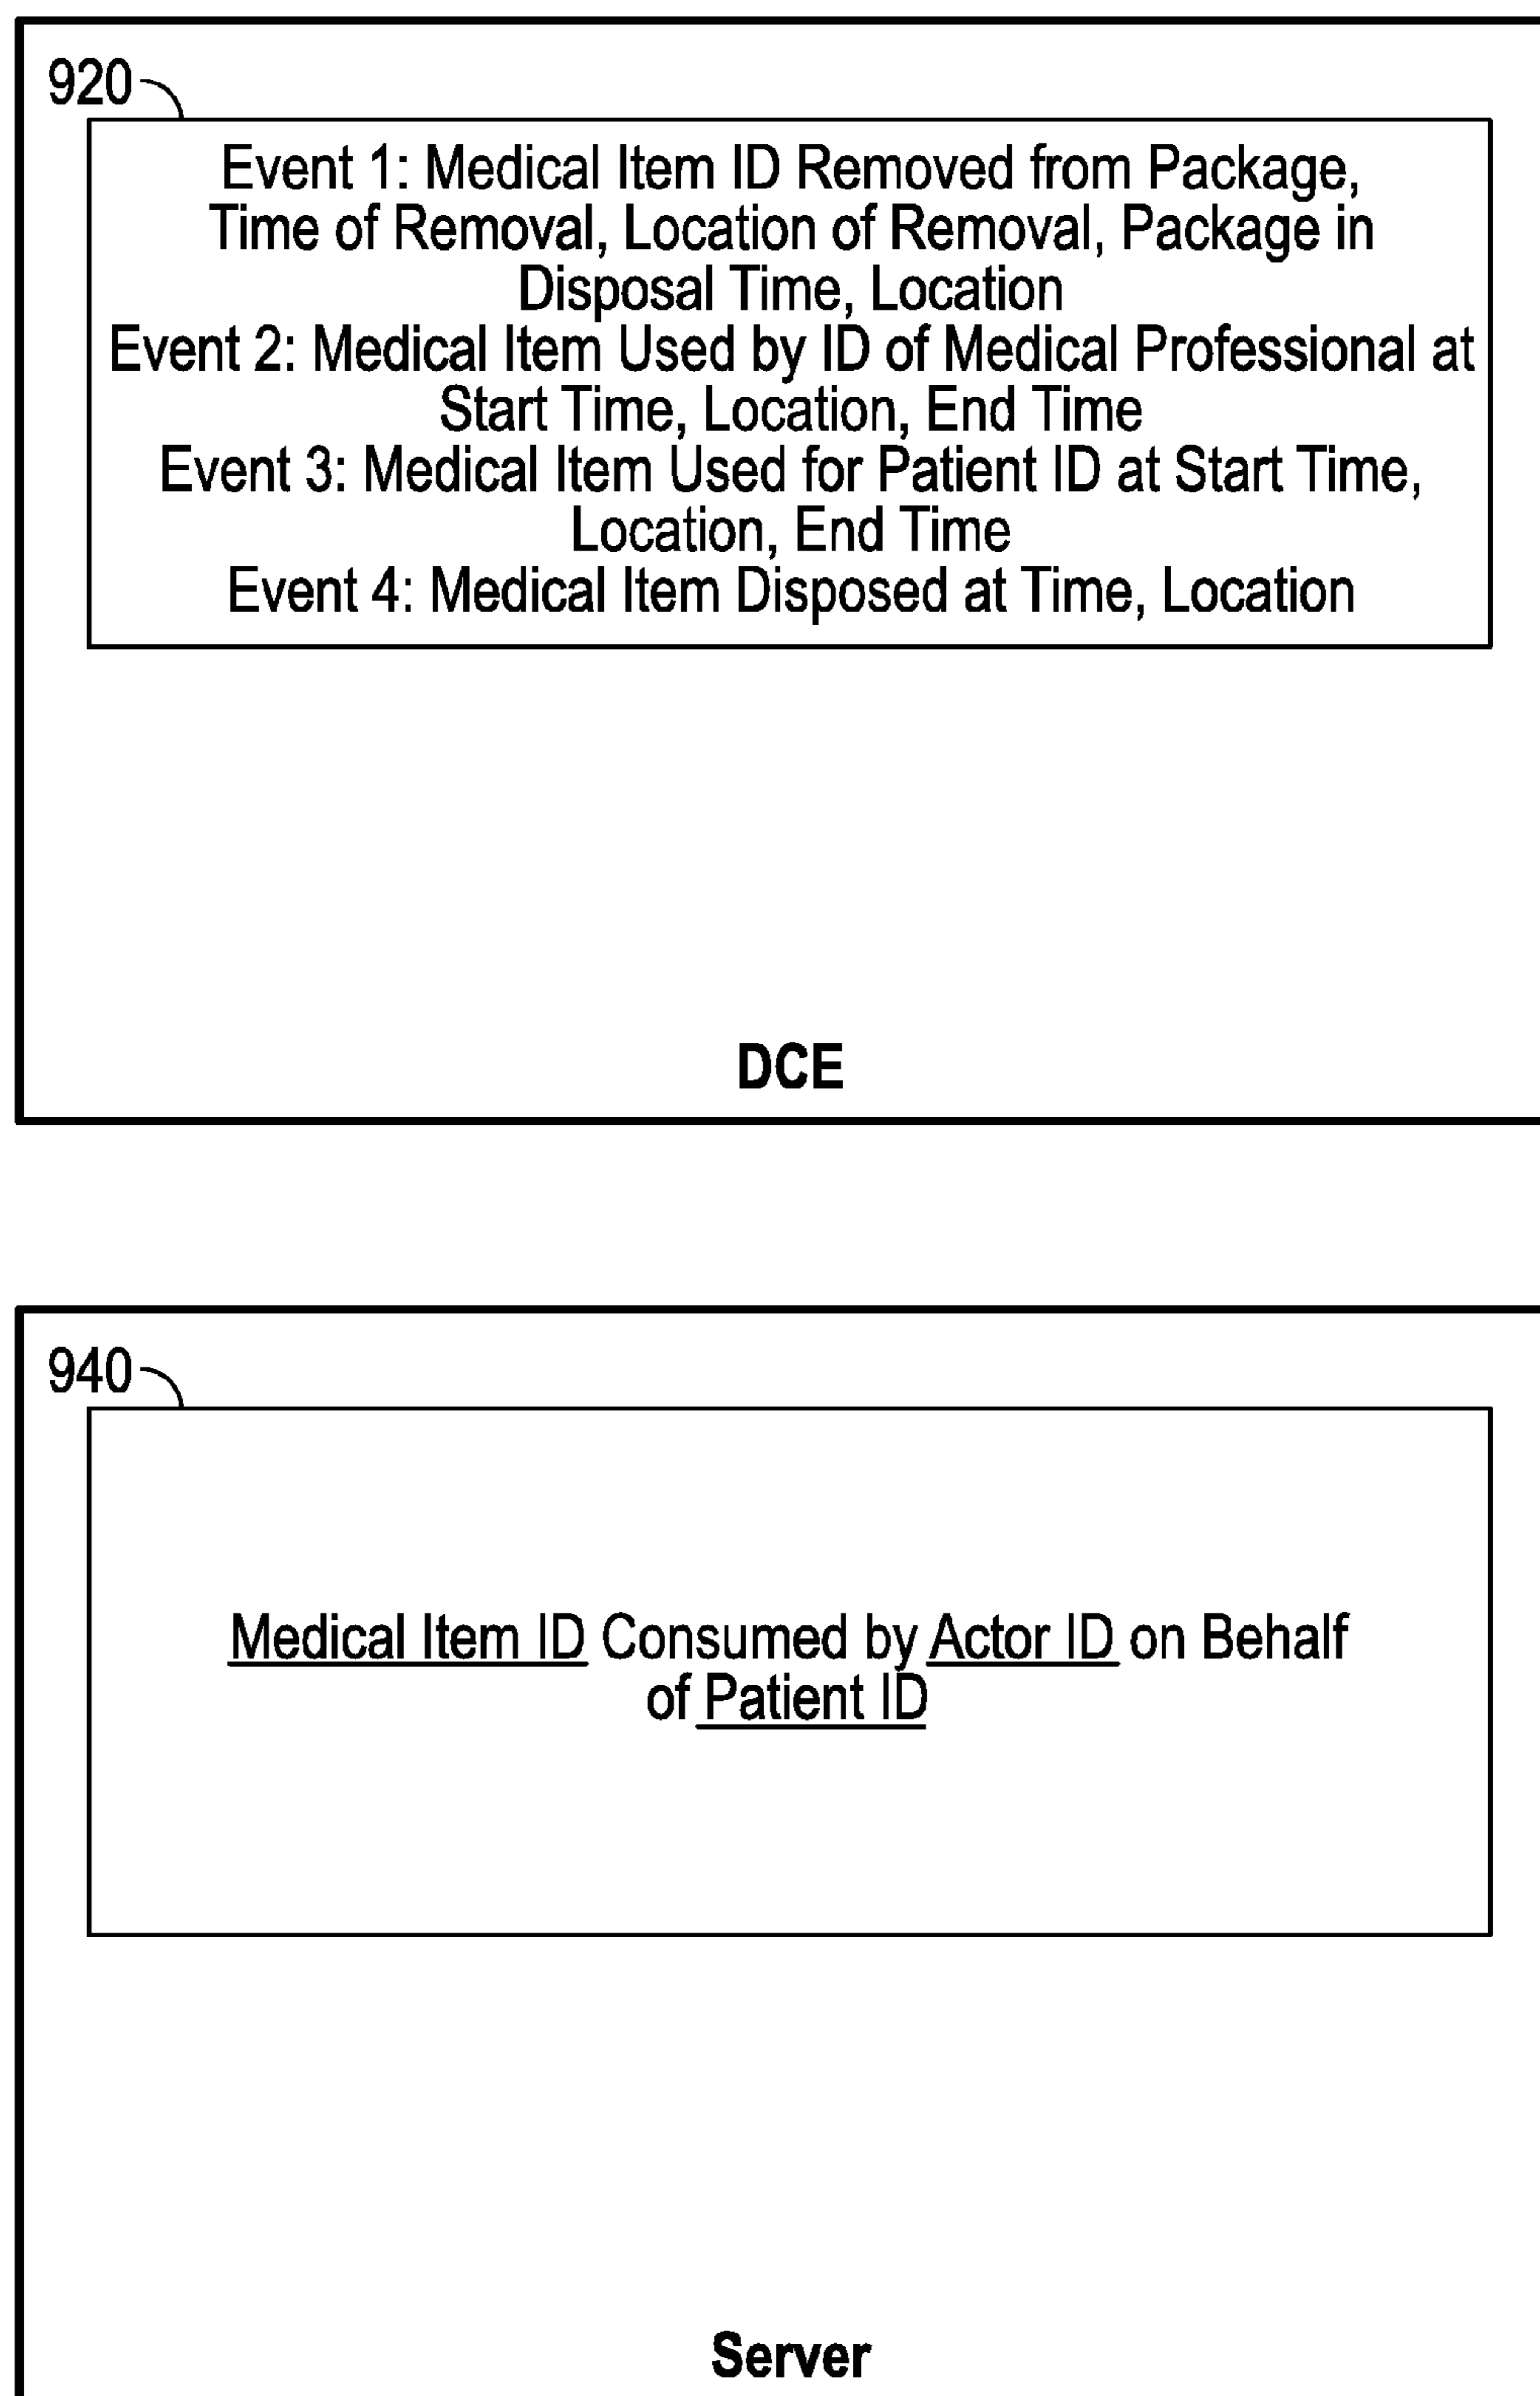 920
Event 1: Medical Item ID Removed from Package,
Time of Removal, Location of Removal, Package in
Disposal Time, Location
Event 2: Medical Item Used by ID of Medical Professional at
Start Time, Location, End Time
Event 3: Medical Item Used for Patient ID at Start Time,
Location, End Time
Event 4: Medical Item Disposed at Time, Location
DCE
940
Medical Item ID Consumed by Actor ID on Behalf
of Patient ID
Server